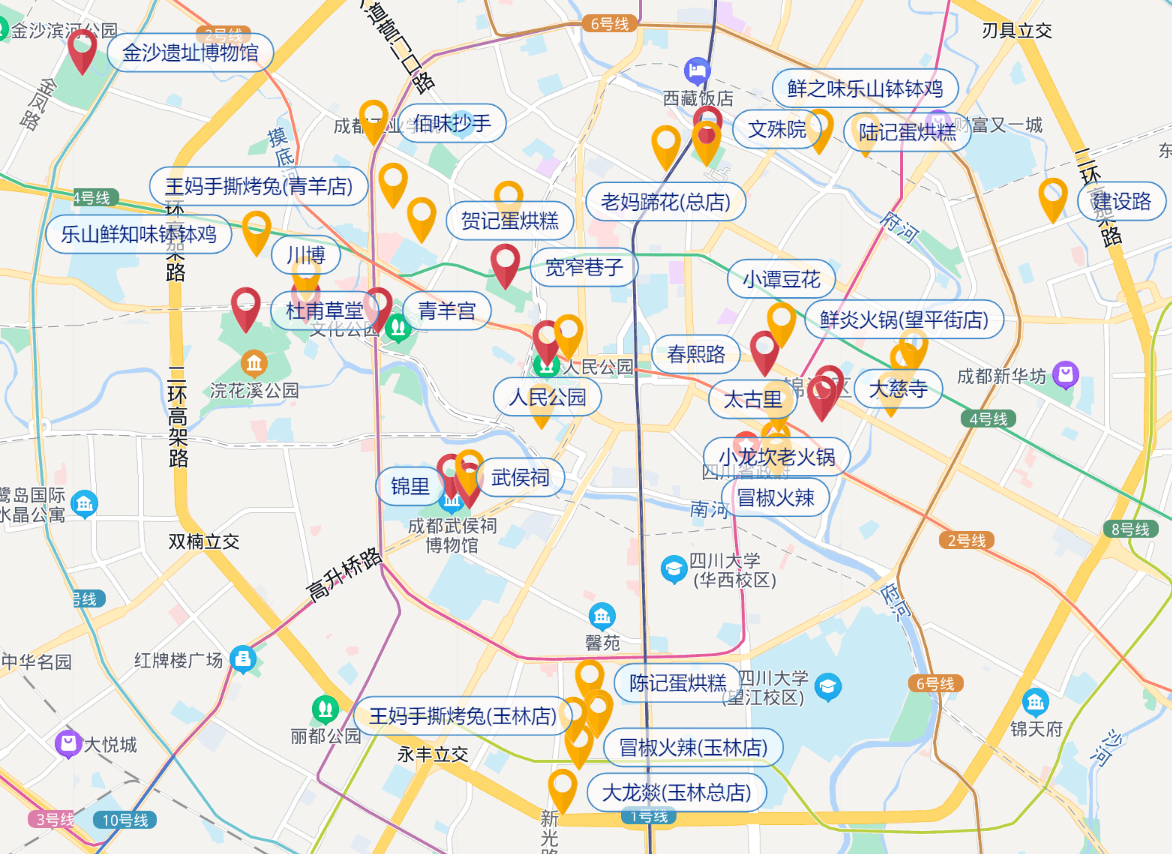 金沙滨河公园
2号线
金沙遗址博物馆
金凤路
营门口路
6号线
刃具立交
西藏饭店
鲜之味乐山钵钵鸡
佰味抄手
文殊院
陆记蛋烘糕
财富又一城
摸底河
二环高架路
4号线
王妈手撕烤兔(青羊店)
贺记蛋烘糕
老妈蹄花(总店)
府河
建设路
乐山鲜知味钵钵鸡
二环高架路
川博
宽窄巷子
小谭豆花
杜甫草堂
文化公园
青羊宫
鲜炎火锅(望平街店)
春熙路
人民公园
浣花溪公园
人民公园
太古里
锦江区
大慈寺
成都新华坊
4号线
二环高架路
小龙坎老火锅
四川省政府
冒椒火辣
锦里
武侯祠
鹭岛国际
水晶公寓
成都武侯祠
博物馆
南河
8号线
2号线
双楠立交
高升桥路
四川大学
(华西校区)
府河
馨苑
中华名园
红牌楼广场
陈记蛋烘糕
四川大学
(望江校区)
6号线
王妈手撕烤兔(玉林店)
丽都公园
大悦城
永丰立交
冒椒火辣(玉林店)
锦天府
沙河
大龙燚(玉林总店)
3号线
10号线
1号线
新光路